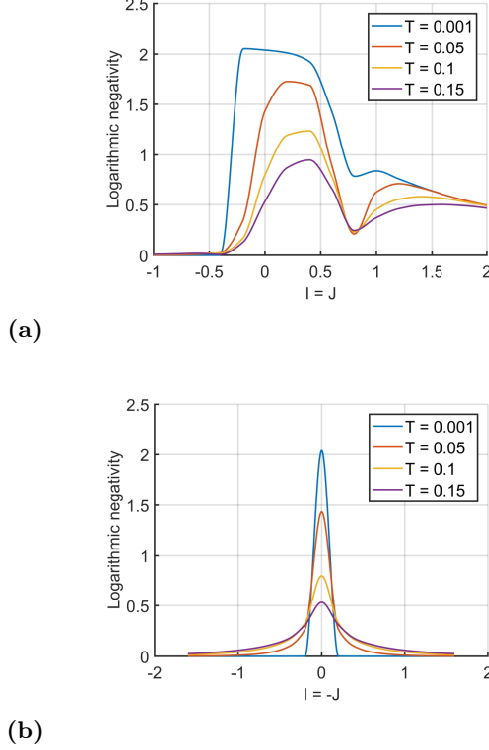 2.5
2
1.5
1
0.5
0
Logarithmic negativity
T = 0.001
T = 0.05
T = 0.1
T = 0.15
-1 -0.5 0 0.5 1 1.5 2
I = J
(a)
2.5
2
1.5
1
0.5
0
Logarithmic negativity
T = 0.001
T = 0.05
T = 0.1
T = 0.15
-2 -1 0 1 2
I = -J
(b)